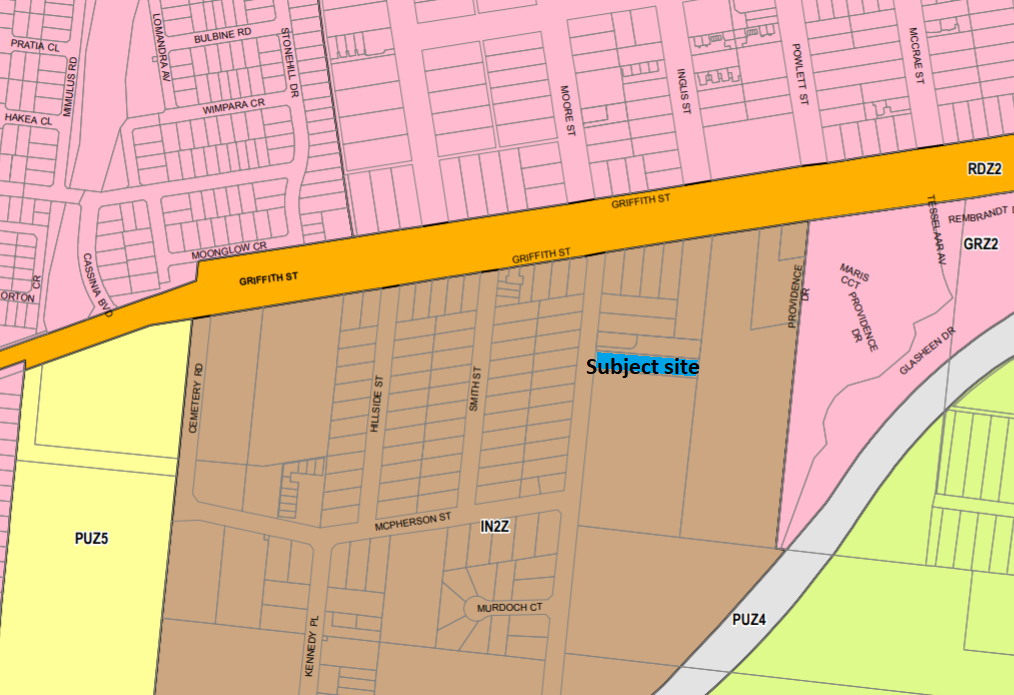 PRATIA CL
MIMULUS RD
HAKEA CL
LOMANDRA AV
BULBINE RD
STONEHILL DR
WIMPARA CR
MOONGLOW CR
CASSINIA BVD
CR
ORTON
MOORE ST
INGLIS ST
POWLETT ST
MCCRAE ST
RDZ2
GRIFFITH ST
GRIFFITH ST
GRIFFITH ST
TESSELAAR AV
REMBRANDT D
GRZ2
MARIS
CCT
PROVIDENCE
DR
PROVIDENCE
DR
GLASHEEN DR
CEMETERY RD
HILLSIDE ST
SMITH ST
Subject site
MCPHERSON ST
IN2Z
PUZ5
MURDOCH CT
KENNEDY PL
PUZ4